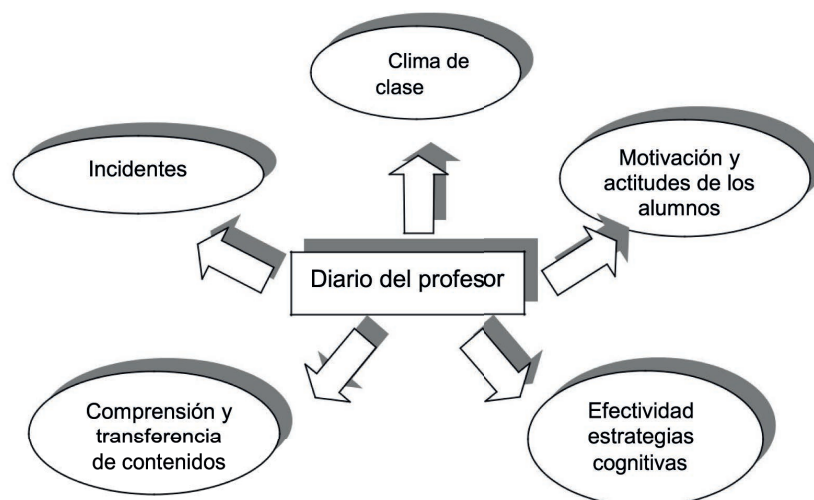 Clima de
clase
Incidentes
Motivación y
actitudes de los
alumnos
Diario del profesor
Comprensión y
transferencia
de contenidos
Efectividad
estrategias
cognitivas